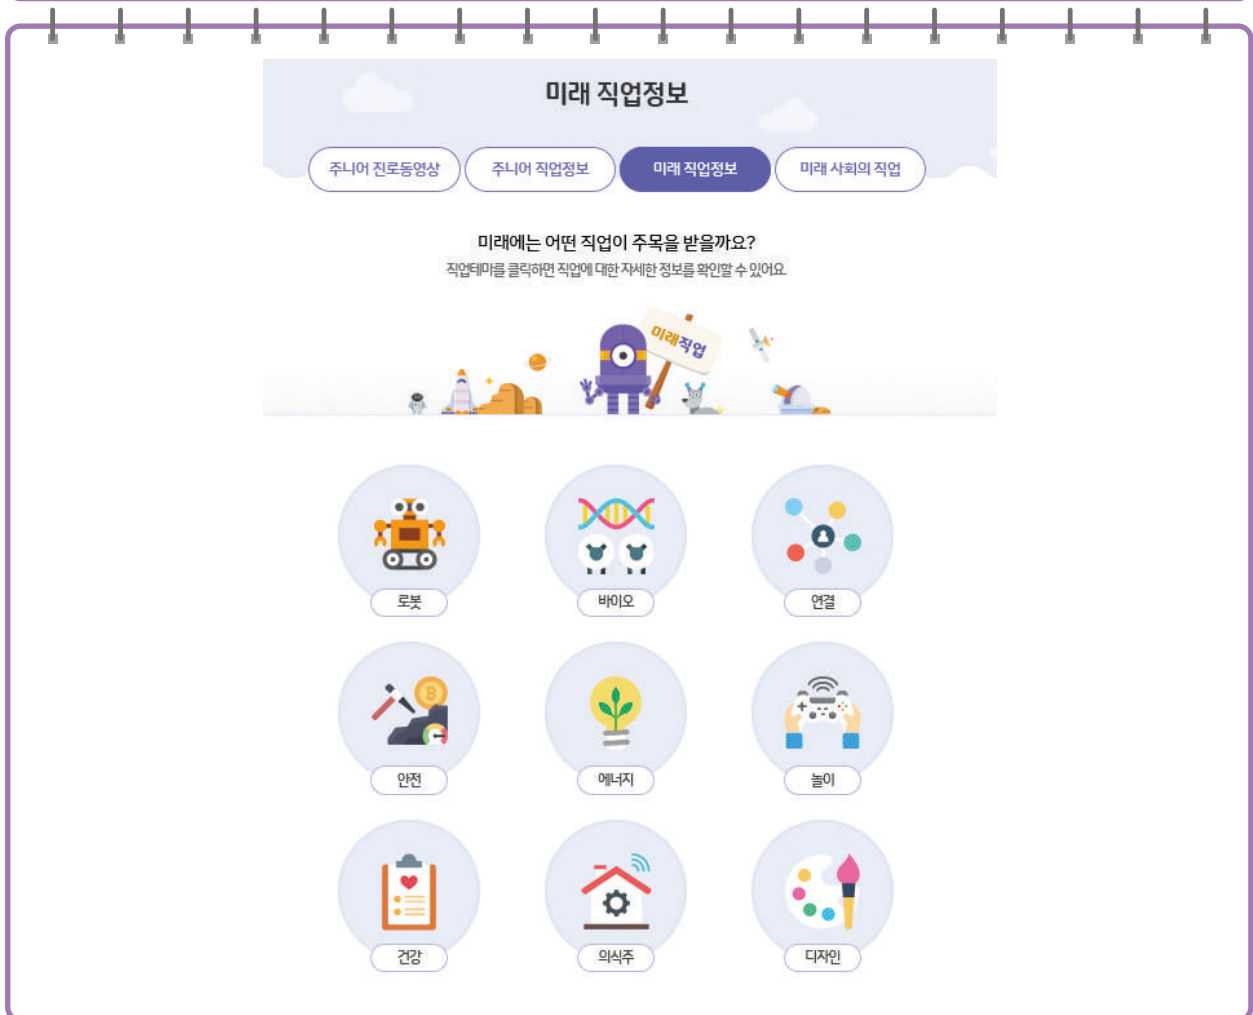 미래 직업정보
주니어 진로동영상 주니어 직업정보 미래 직업정보 미래 사회의 직업
미래에는 어떤 직업이 주목을 받을까요?
직업테마를 클릭하면 직업에 대한 자세한 정보를 확인할 수 있어요.
미래직업
로봇 바이오 연결
안전 에너지 놀이
건강 의식주 디자인